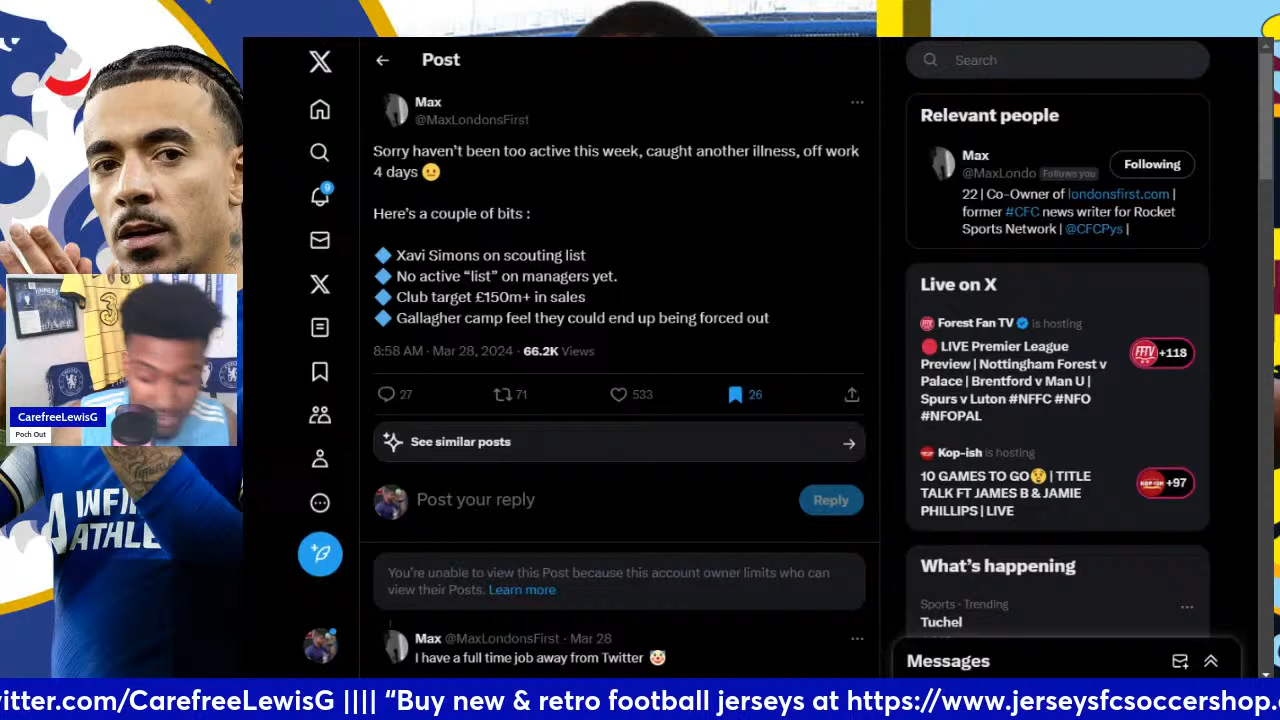 Post
Search
Max
@MaxLondonsFirst
Sorry haven't been too active this week, caught another illness, off work
4 days 😐
Here's a couple of bits :
🔷 Xavi Simons on scouting list
🔷 No active “list” on managers yet.
🔷 Club target £150m+ in sales
🔷 Gallagher camp feel they could end up being forced out
8:58 AM · Mar 28, 2024 · 66.2K Views
27 71 533 26
See similar posts
Post your reply
Reply
You're unable to view this Post because this account owner limits who can
view their Posts. Learn more
Max @MaxLondonsFirst · Mar 28
I have a full time job away from Twitter 🤡
Relevant people
Max
@MaxLondo Follows you
Following
22 | Co-Owner of londonsfirst.com |
former #CFC news writer for Rocket
Sports Network | @CFCPys |
Live on X
Forest Fan TV is hosting
🔴 LIVE Premier League
Preview | Nottingham Forest v
Palace | Brentford v Man U |
Spurs v Luton #NFFC #NFO
#NFOPAL
FFTV +118
Kop-ish is hosting
10 GAMES TO GO😲 | TITLE
TALK FT JAMES B & JAMIE
PHILLIPS | LIVE
KOP-ISH +97
What's happening
Sports · Trending
Tuchel
Messages
9
3
CarefreeLewisG
Poch Out
INFI
ATHLE
witter.com/CarefreeLewisG |||| “Buy new & retro football jerseys at https://www.jerseysfcsoccershop.